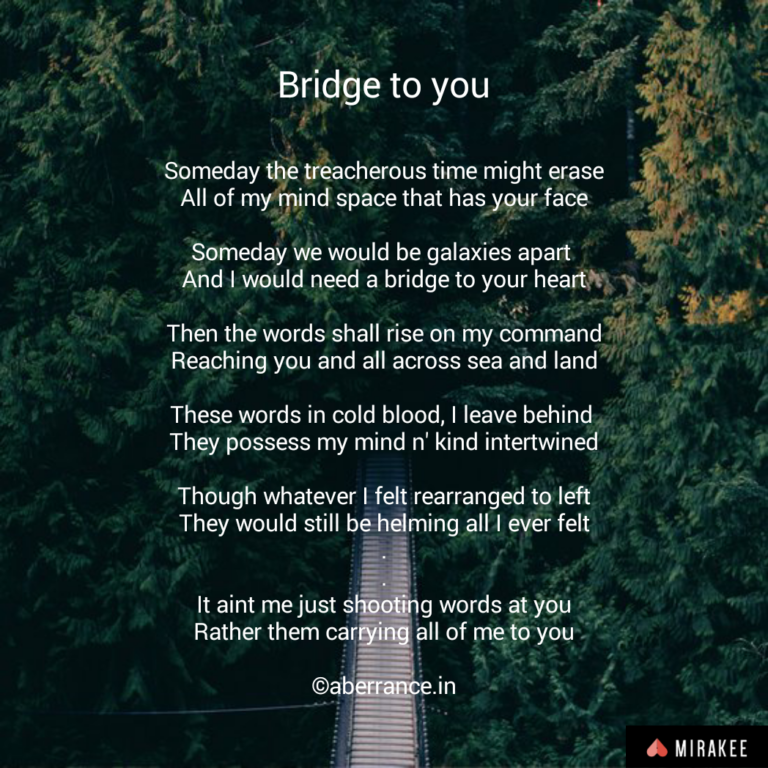 Bridge to you
Someday the treacherous time might erase
All of my mind space that has your face
Someday we would be galaxies apart
And I would need a bridge to your heart
Then the words shall rise on my command
Reaching you and all across sea and land
These words in cold blood, I leave behind
They possess my mind n' kind intertwined
Though whatever I felt rearranged to left
They would still be helming all I ever felt
.
.
It aint me just shooting words at you
Rather them carrying all of me to you
©aberrance.in
MIRAKEE